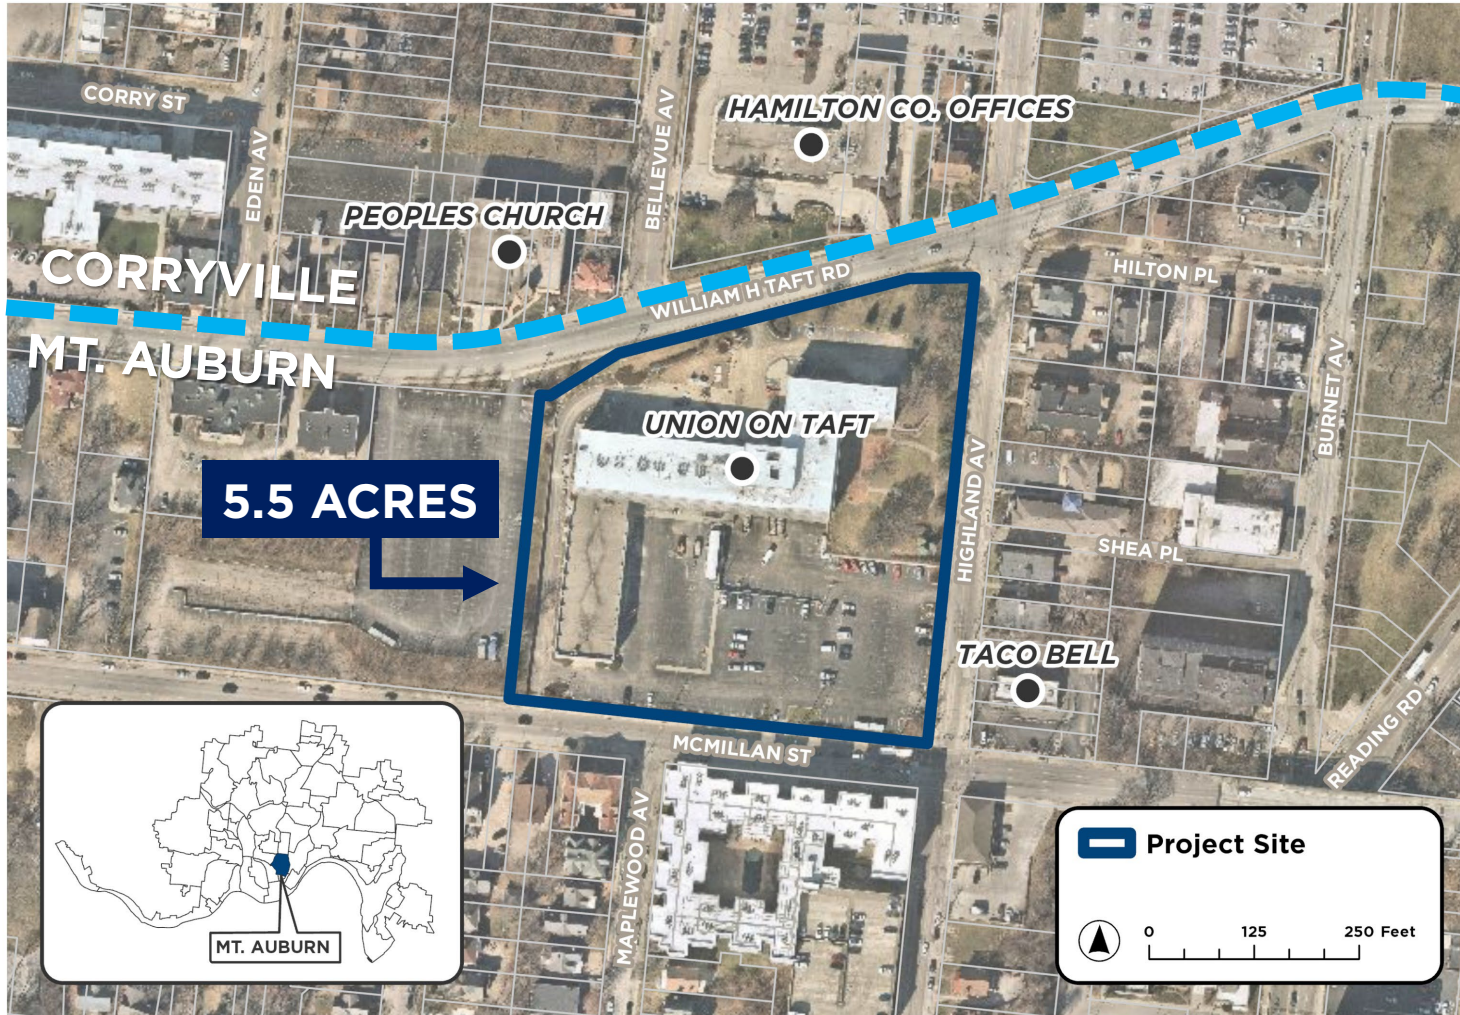 CORRY ST
EDEN AV
BELLEVUE AV
HAMILTON CO. OFFICES
PEOPLES CHURCH
CORRYVILLE
MT. AUBURN
WILLIAM H TAFT RD
HILTON PL
BURNET AV
UNION ON TAFT
5.5 ACRES
HIGHLAND AV
SHEA PL
TACO BELL
READING RD
MCMILLAN ST
MAPLEWOOD AV
MT. AUBURN
Project Site
0 125 250 Feet